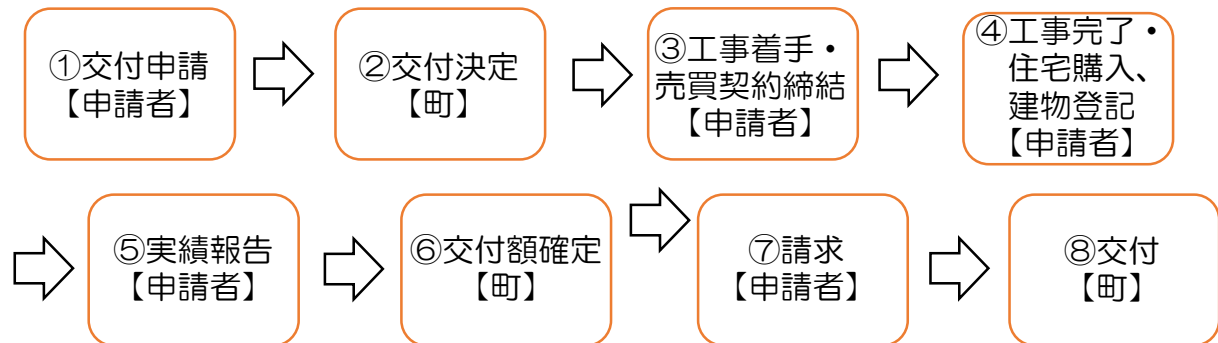 ①交付申請
【申請者】
②交付決定
【町】
③工事着手・
売買契約締結
【申請者】
④工事完了・
住宅購入、
建物登記
【申請者】
⑤実績報告
【申請者】
⑥交付額確定
【町】
⑦請求
【申請者】
⑧交付
【町】